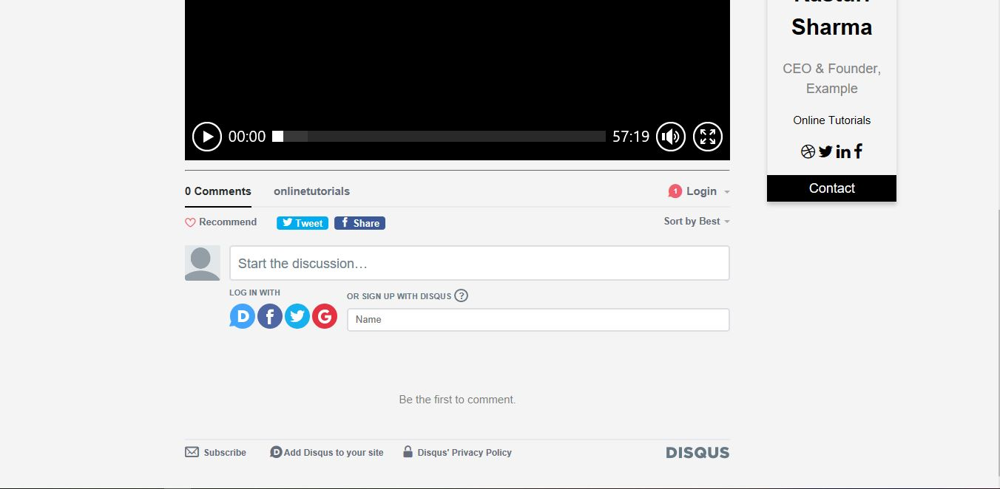 Sharma
CEO & Founder,
Example
Online Tutorials
Contact
00:00 57:19
0 Comments onlinetutorials 1 Login
Recommend Tweet Share Sort by Best
Start the discussion…
LOG IN WITH
OR SIGN UP WITH DISQUS ?
Name
Be the first to comment.
Subscribe Add Disqus to your site Disqus' Privacy Policy DISQUS